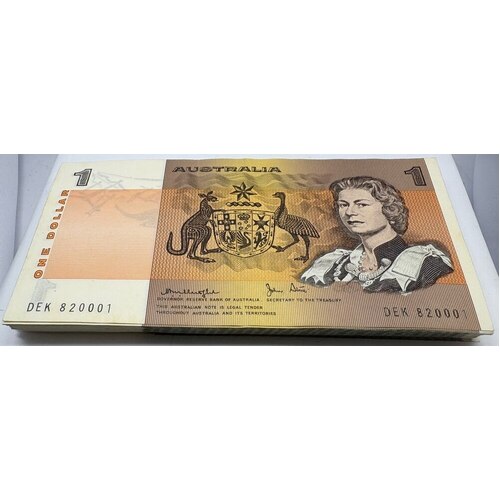 AUSTRALIA
1
1
ONE DOLLAR
GOVERNOR, RESERVE BANK OF AUSTRALIA. SECRETARY TO THE TREASURY
THIS AUSTRALIAN NOTE IS LEGAL TENDER
THROUGHOUT AUSTRALIA AND ITS TERRITORIES
DEK 820001
DEK 820001